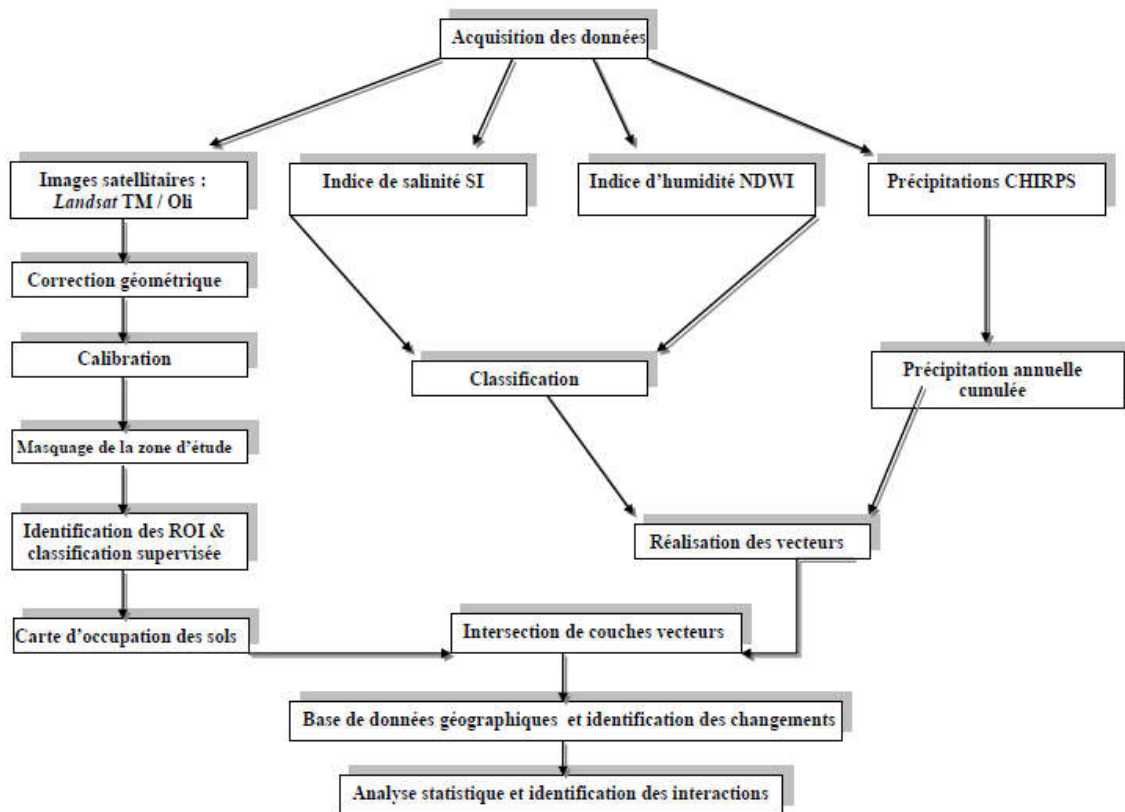 Acquisition des données
Images satellitaires :
Landsat TM / Oli
Indice de salinité SI
Indice d'humidité NDWI
Précipitations CHIRPS
Correction géométrique
Calibration
Classification
Précipitation annuelle
cumulée
Masquage de la zone d'étude
Identification des ROI &
classification supervisée
Réalisation des vecteurs
Carte d'occupation des sols
Intersection de couches vecteurs
Base de données géographiques et identification des changements
Analyse statistique et identification des interactions